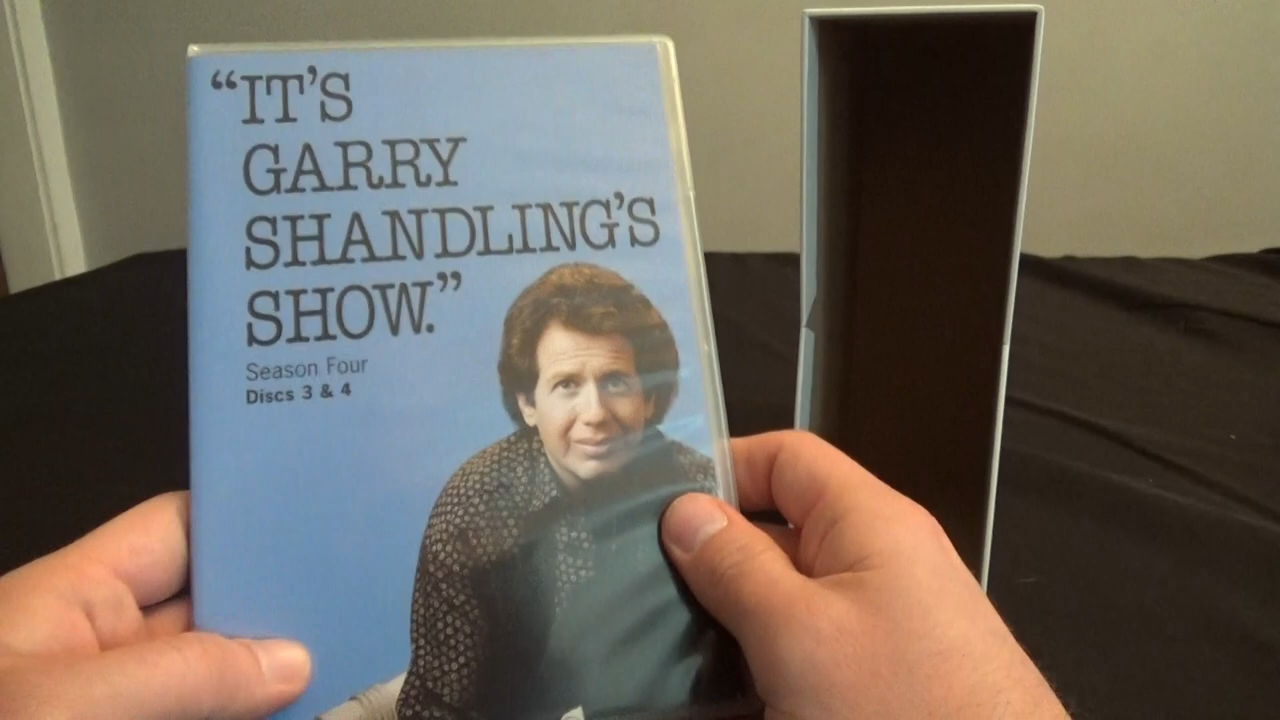 “IT’S
GARRY
SHANDLING’S
SHOW.”
Season Four
Discs 3 & 4